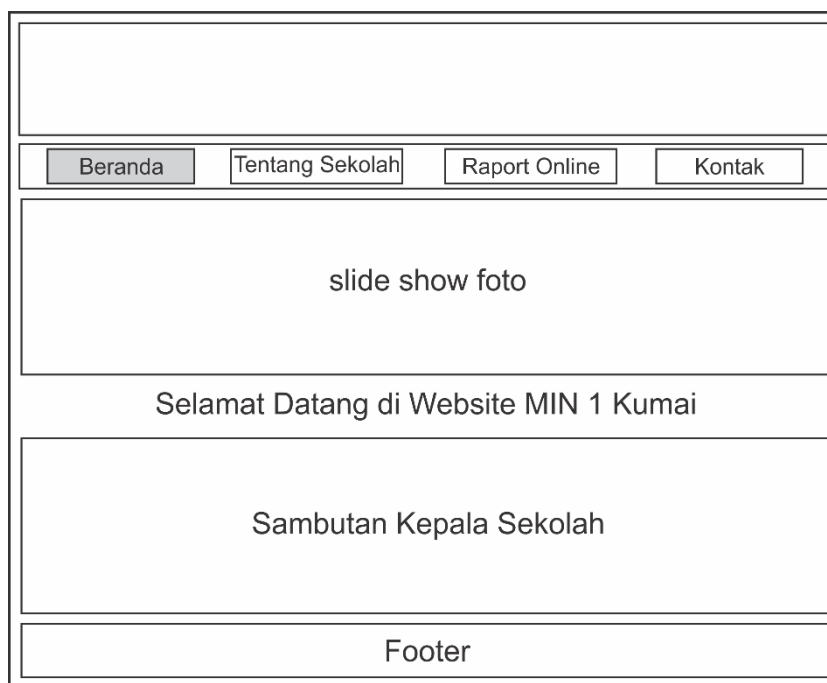 Beranda Tentang Sekolah Raport Online Kontak
slide show foto
Selamat Datang di Website MIN 1 Kumai
Sambutan Kepala Sekolah
Footer